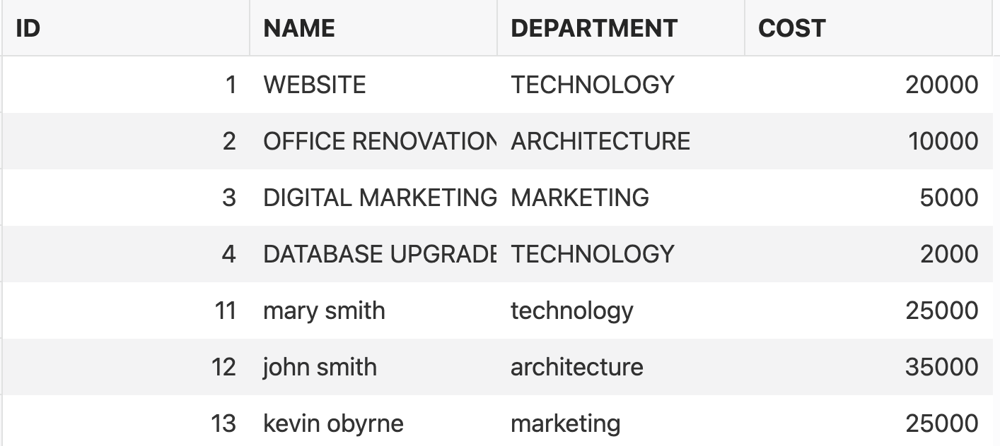 ID NAME DEPARTMENT COST
1 WEBSITE TECHNOLOGY 20000
2 OFFICE RENOVATION ARCHITECTURE 10000
3 DIGITAL MARKETING MARKETING 5000
4 DATABASE UPGRADE TECHNOLOGY 2000
11 mary smith technology 25000
12 john smith architecture 35000
13 kevin obyrne marketing 25000